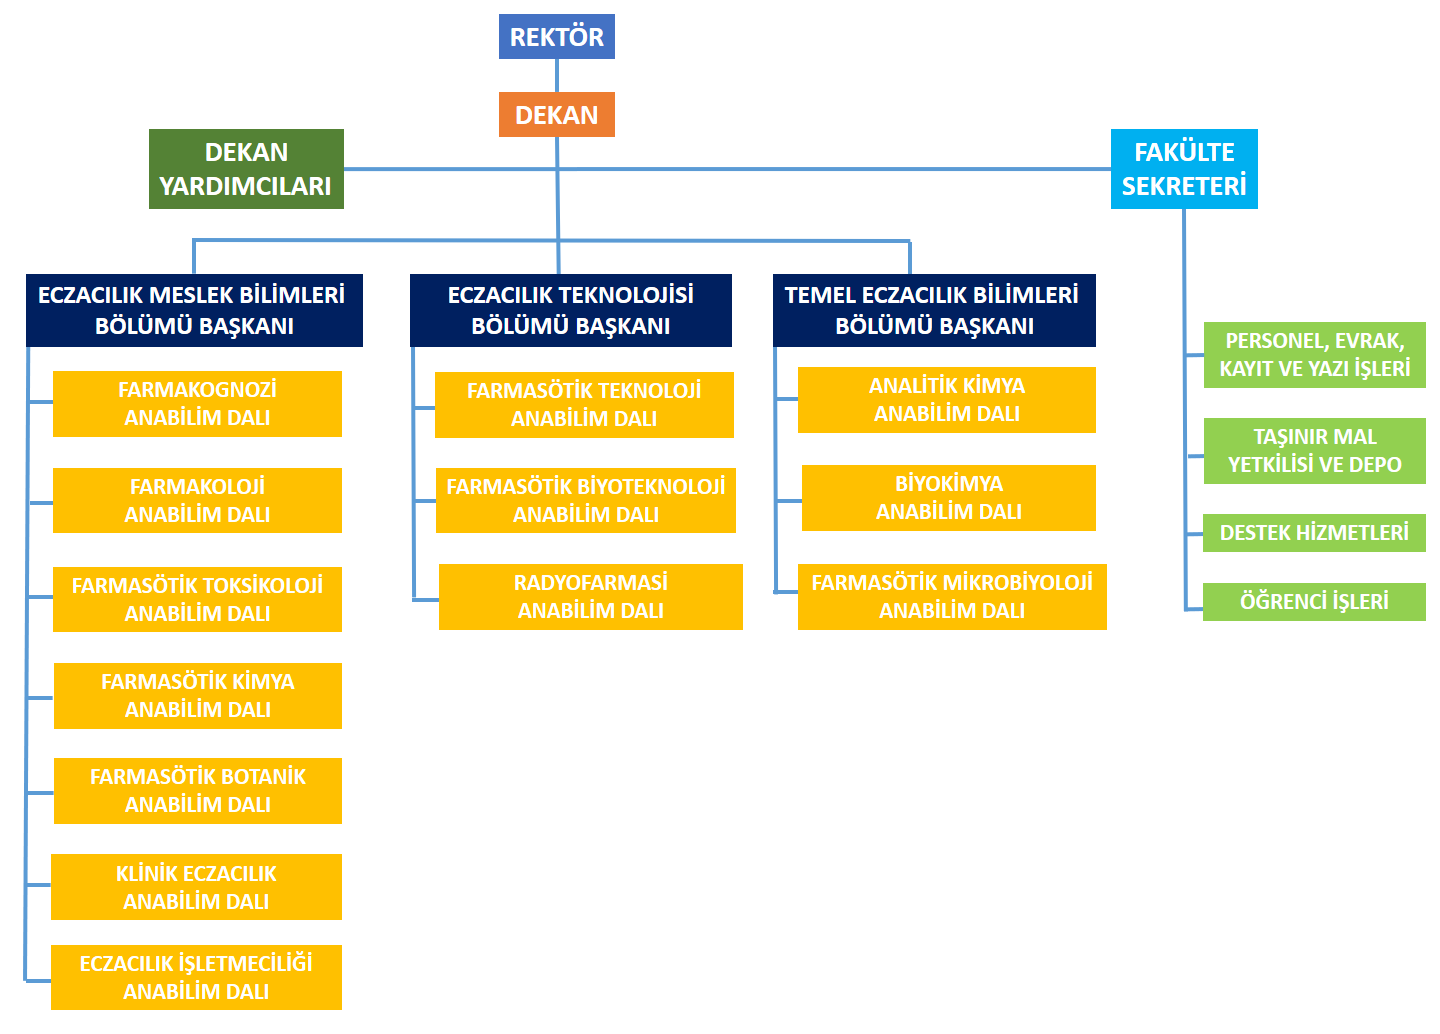 REKTÖR
DEKAN
DEKAN
YARDIMCILARI
FAKÜLTE
SEKRETERİ
ECZACILIK MESLEK BİLİMLERİ
BÖLÜMÜ BAŞKANI
FARMAKOGNOZİ
ANABİLİM DALI
FARMAKOLOJİ
ANABİLİM DALI
FARMASÖTİK TOKSİKOLOJİ
ANABİLİM DALI
FARMASÖTİK KİMYA
ANABİLİM DALI
FARMASÖTİK BOTANİK
ANABİLİM DALI
KLİNİK ECZACILIK
ANABİLİM DALI
ECZACILIK İŞLETMECİLİĞİ
ANABİLİM DALI
ECZACILIK TEKNOLOJİSİ
BÖLÜMÜ BAŞKANI
FARMASÖTİK TEKNOLOJİ
ANABİLİM DALI
FARMASÖTİK BİYOTEKNOLOJİ
ANABİLİM DALI
RADYOFARMASİ
ANABİLİM DALI
TEMEL ECZACILIK BİLİMLERİ
BÖLÜMÜ BAŞKANI
ANALİTİK KİMYA
ANABİLİM DALI
BİYOKİMYA
ANABİLİM DALI
FARMASÖTİK MİKROBİYOLOJİ
ANABİLİM DALI
PERSONEL, EVRAK,
KAYIT VE YAZI İŞLERİ
TAŞINIR MAL
YETKİLİSİ VE DEPO
DESTEK HİZMETLERİ
ÖĞRENCİ İŞLERİ